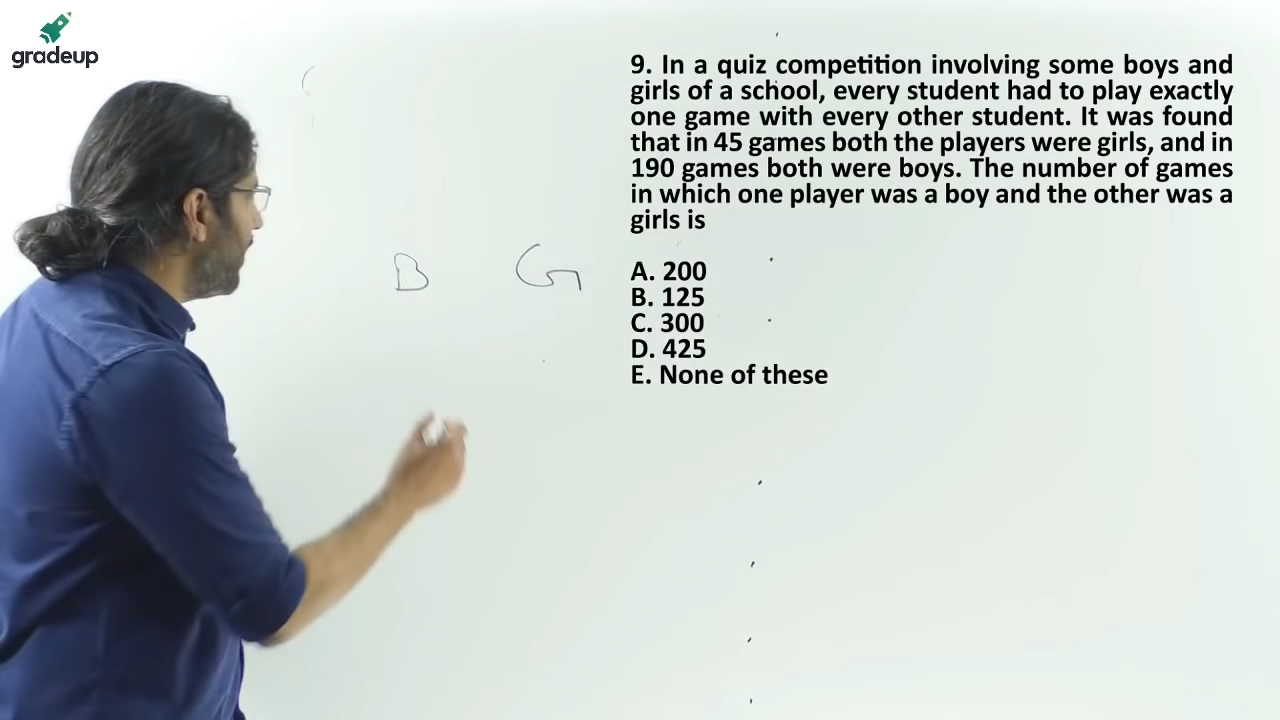 gradeup
9. In a quiz competition involving some boys and
girls of a school, every student had to play exactly
one game with every other student. It was found
that in 45 games both the players were girls, and in
190 games both were boys. The number of games
in which one player was a boy and the other was a
girls is
B G
A. 200
B. 125
C. 300
D. 425
E. None of these